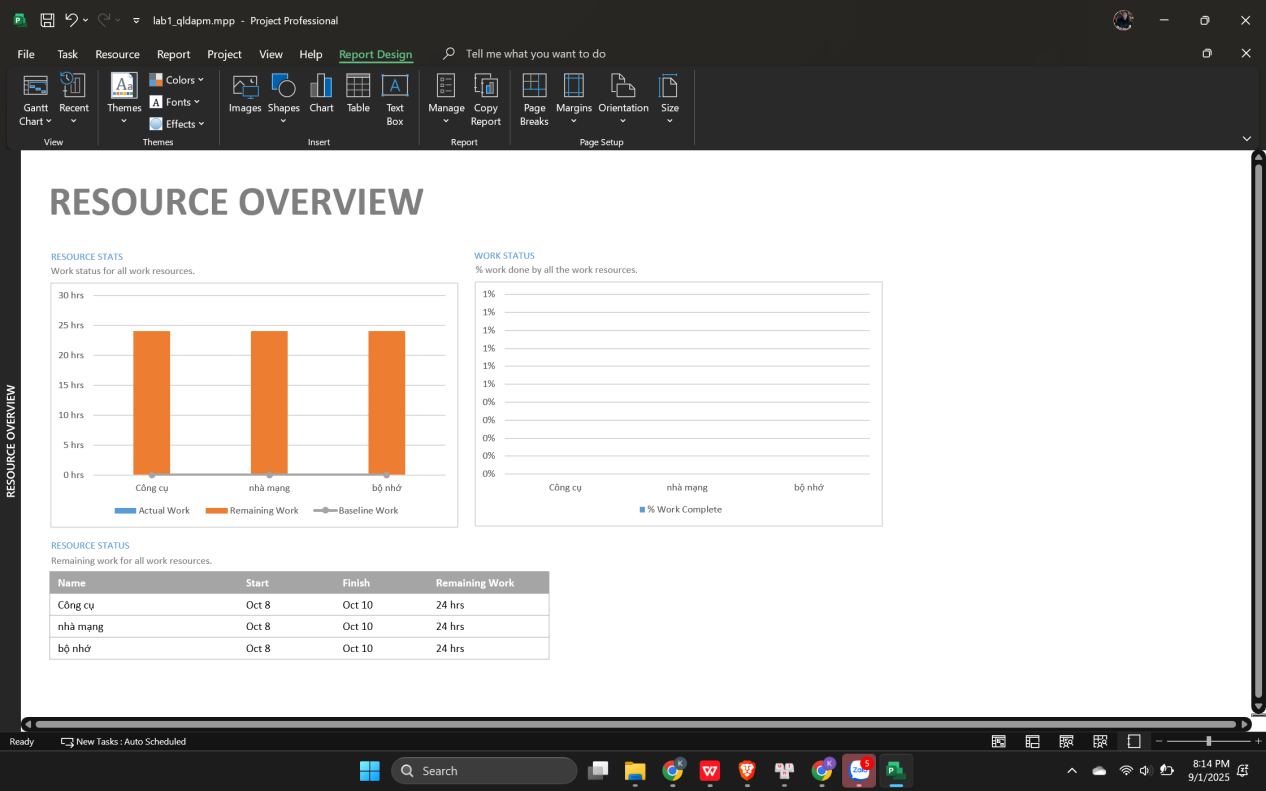 lab1_qldapm.mpp - Project Professional
File Task Resource Report Project View Help Report Design Tell me what you want to do
Gantt Chart
Recent
View
Themes
Colors
Fonts
Effects
Themes
Images
Shapes
Chart
Table
Text Box
Insert
Manage
Copy Report
Report
Page Breaks
Margins
Orientation
Size
Page Setup
RESOURCE OVERVIEW
RESOURCE OVERVIEW
RESOURCE STATS
Work status for all work resources.
30 hrs
25 hrs
20 hrs
15 hrs
10 hrs
5 hrs
0 hrs
Công cụ nhà mạng bộ nhớ
Actual Work Remaining Work Baseline Work
WORK STATUS
% work done by all the work resources.
1%
1%
1%
1%
1%
1%
0%
0%
0%
0%
0%
Công cụ nhà mạng bộ nhớ
% Work Complete
RESOURCE STATUS
Remaining work for all work resources.
Name Start Finish Remaining Work
Công cụ Oct 8 Oct 10 24 hrs
nhà mạng Oct 8 Oct 10 24 hrs
bộ nhớ Oct 8 Oct 10 24 hrs
Ready New Tasks : Auto Scheduled
Search
K
K
Zalo
5
8:14 PM
9/1/2025